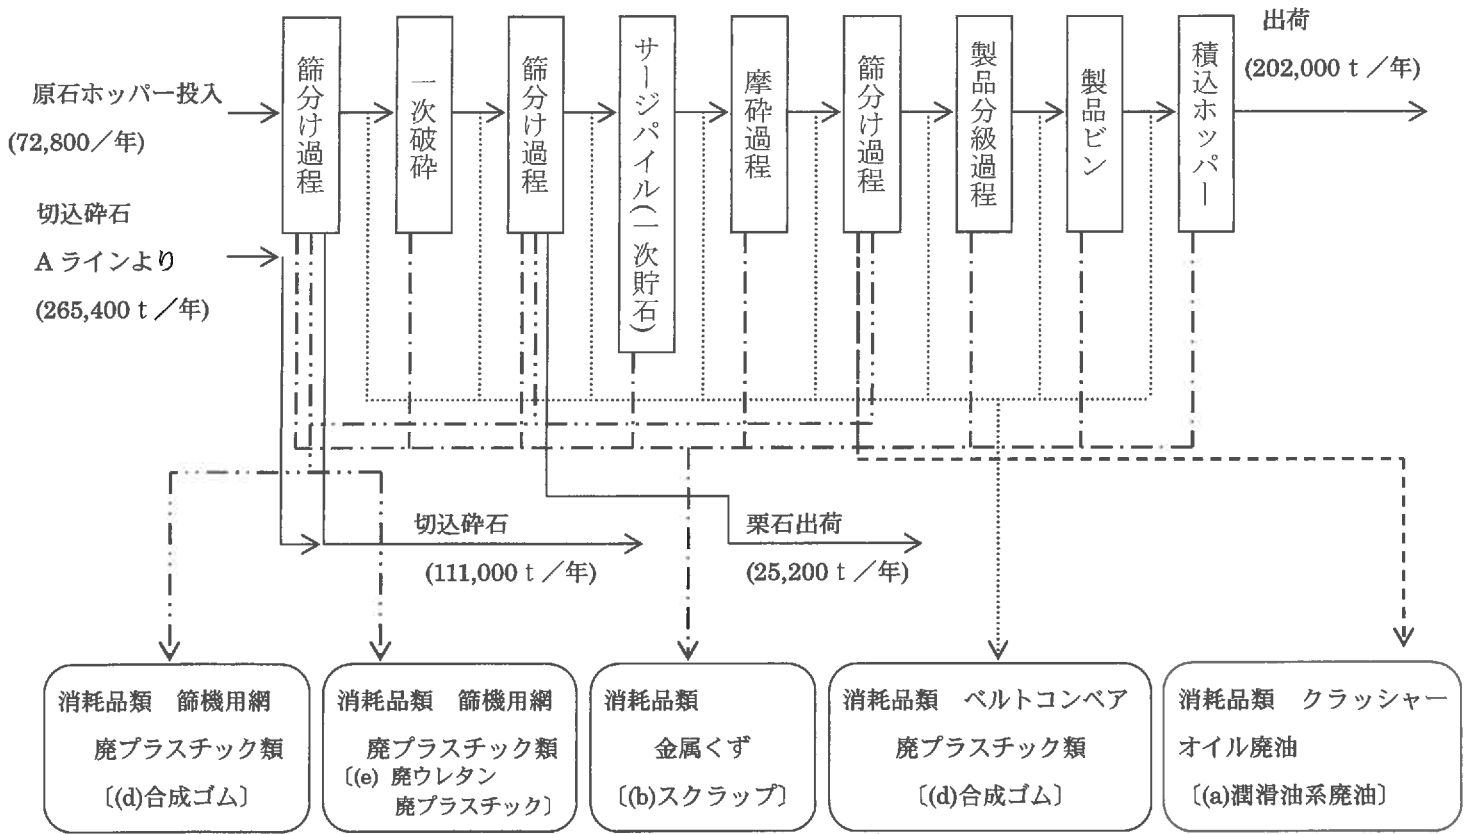 原石ホッパー投入
(72,800／年)
切込砕石
A ラインより
(265,400 t ／年)
篩分け過程
一次破砕
篩分け過程
サージパイル(一次貯石)
摩砕過程
篩分け過程
製品分級過程
製品ビン
積込ホッパー
出荷
(202,000 t ／年)
切込砕石
(111,000 t ／年)
栗石出荷
(25,200 t ／年)
消耗品類 篩機用網
廃プラスチック類
〔(d)合成ゴム〕
消耗品類 篩機用網
廃プラスチック類
〔(e) 廃ウレタン
廃プラスチック〕
消耗品類
金属くず
〔(b)スクラップ〕
消耗品類 ベルトコンベア
廃プラスチック類
〔(d)合成ゴム〕
消耗品類 クラッシャー
オイル廃油
〔(a)潤滑油系廃油〕